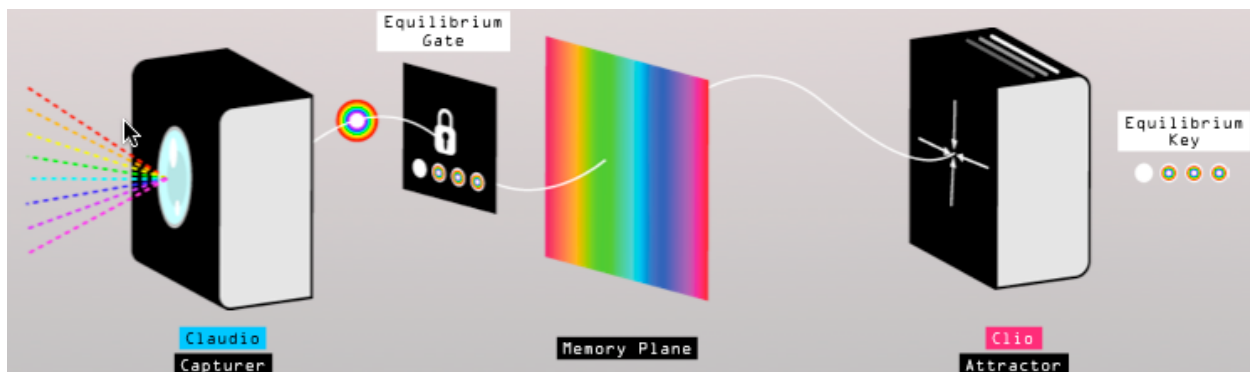 Equilibrium
Gate
Equilibrium
Key
Claudio
Capturer
Memory Plane
Clio
Attractor